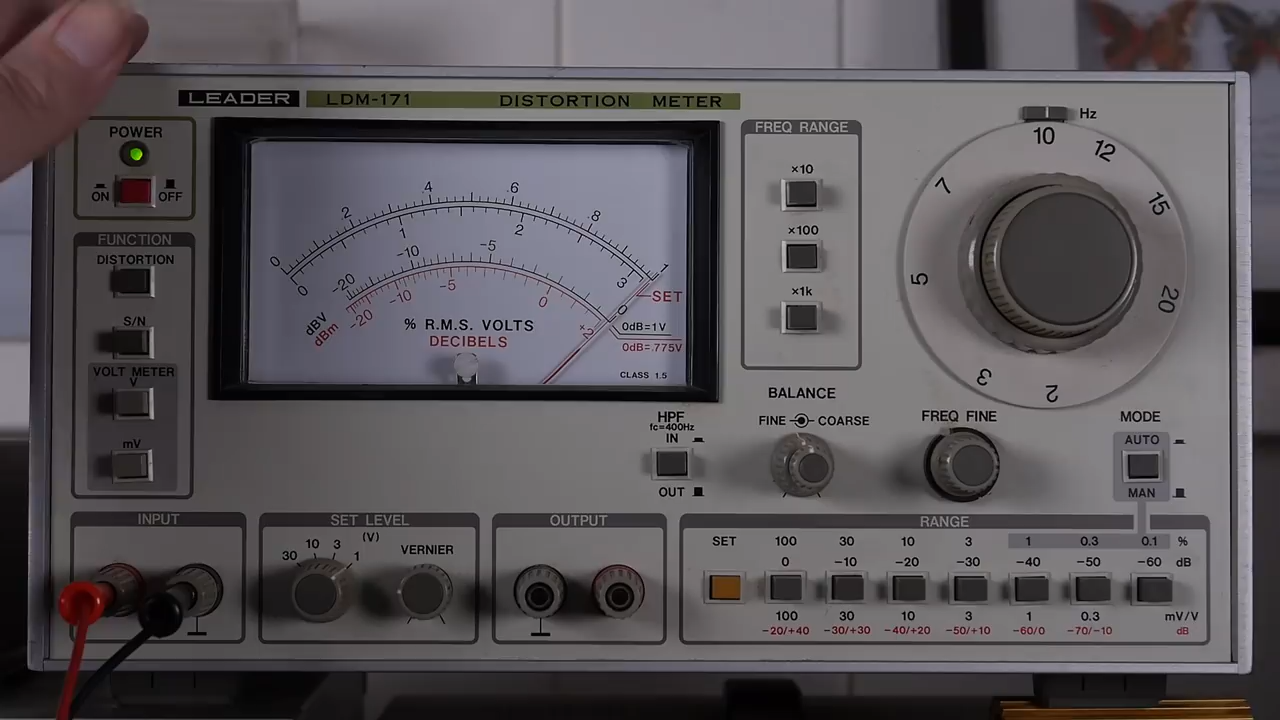 LEADER LDM-171 DISTORTION METER
POWER
ON OFF
FUNCTION
DISTORTION
S/N
VOLT METER
V
mV
0 .2 .4 .6 .8 1
0 1 2 3
SET
-20 -10 -5 0
dBV
-20 -10 -5 0 +2
dBm
% R.M.S. VOLTS
DECIBELS
0dB=1V
0dB=.775V
CLASS 1.5
FREQ RANGE
×10
×100
×1k
Hz
10 12 15 20 2 3 5 7
HPF
fc=400Hz
IN
OUT
BALANCE
FINE COARSE
FREQ FINE
MODE
AUTO
MAN
INPUT
SET LEVEL
(V)
30 10 3 1
VERNIER
OUTPUT
RANGE
SET 100 30 10 3 1 0.3 0.1 %
0 -10 -20 -30 -40 -50 -60 dB
100 30 10 3 1 0.3 mV/V
-20/+40 -30/+30 -40/+20 -50/+10 -60/0 -70/-10 dB